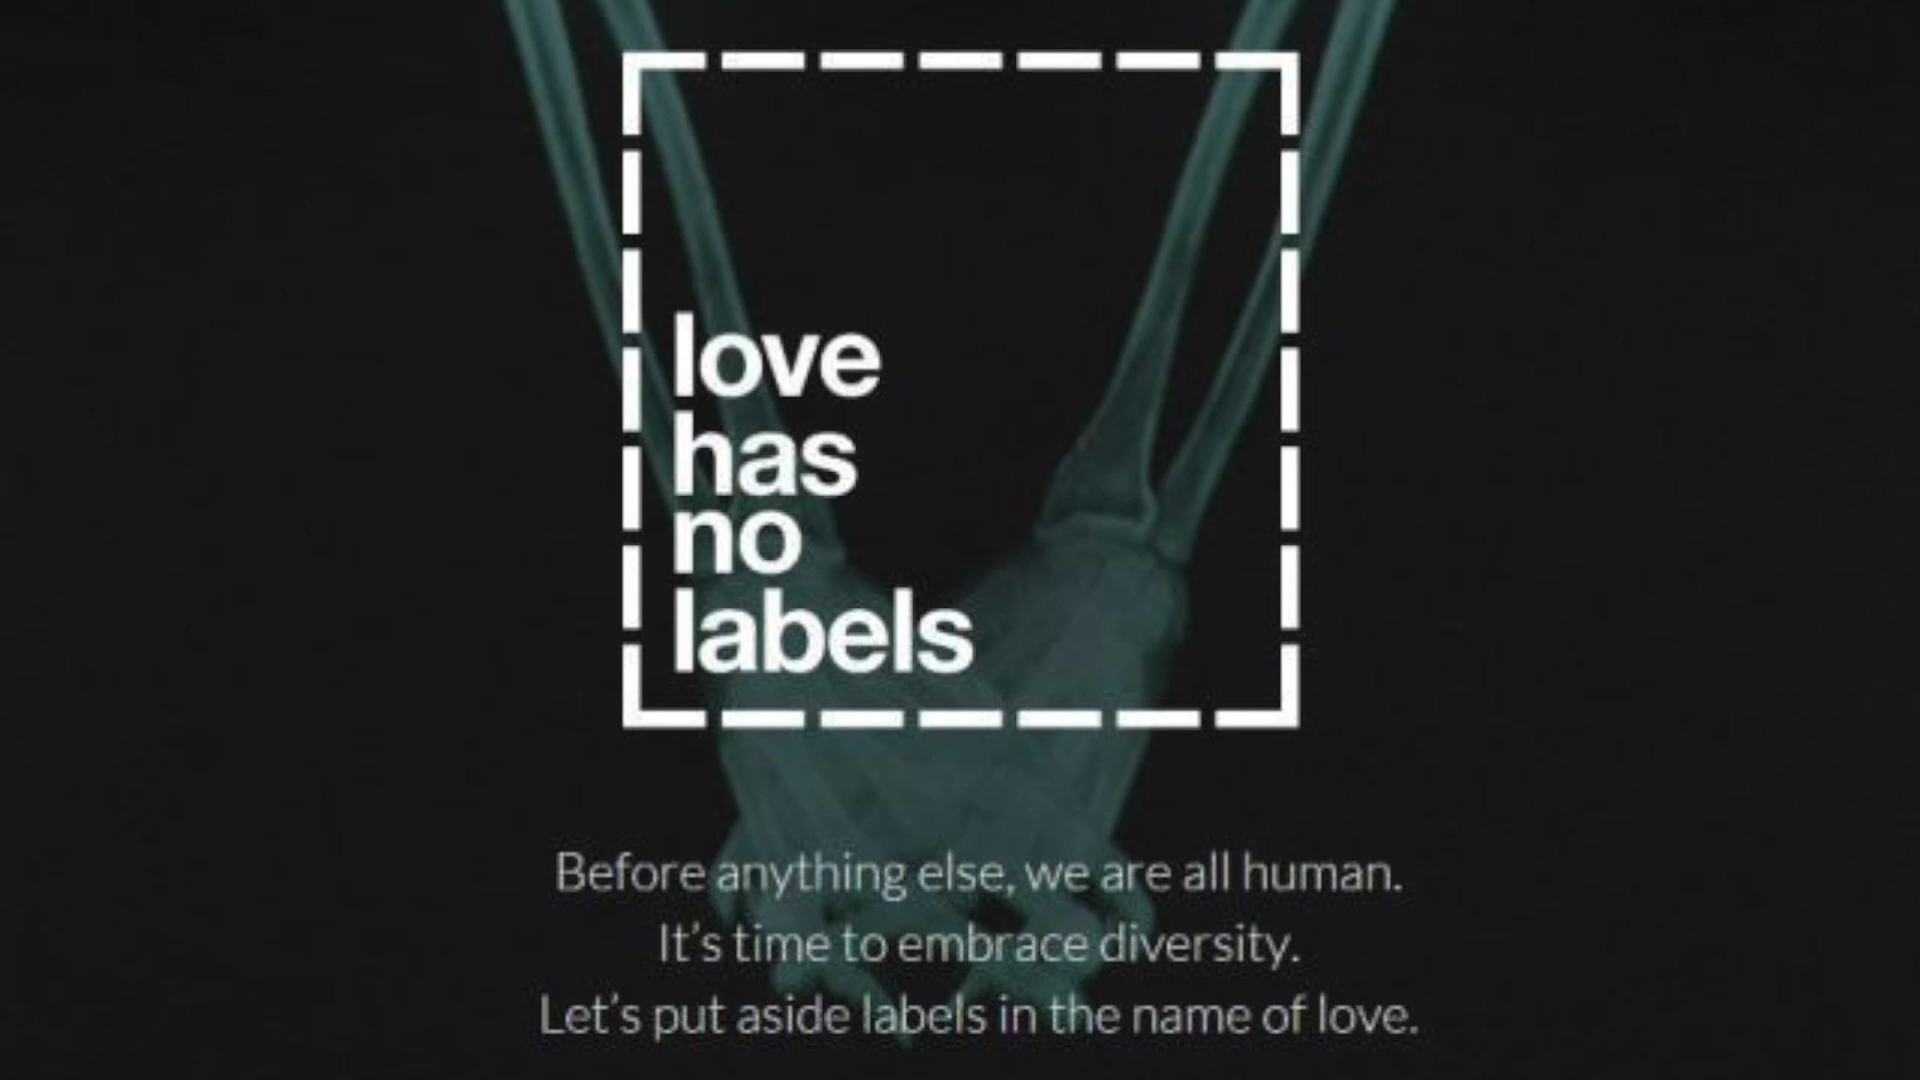 love
has
no
labels
Before anything else, we are all human.
It’s time to embrace diversity.
Let’s put aside labels in the name of love.